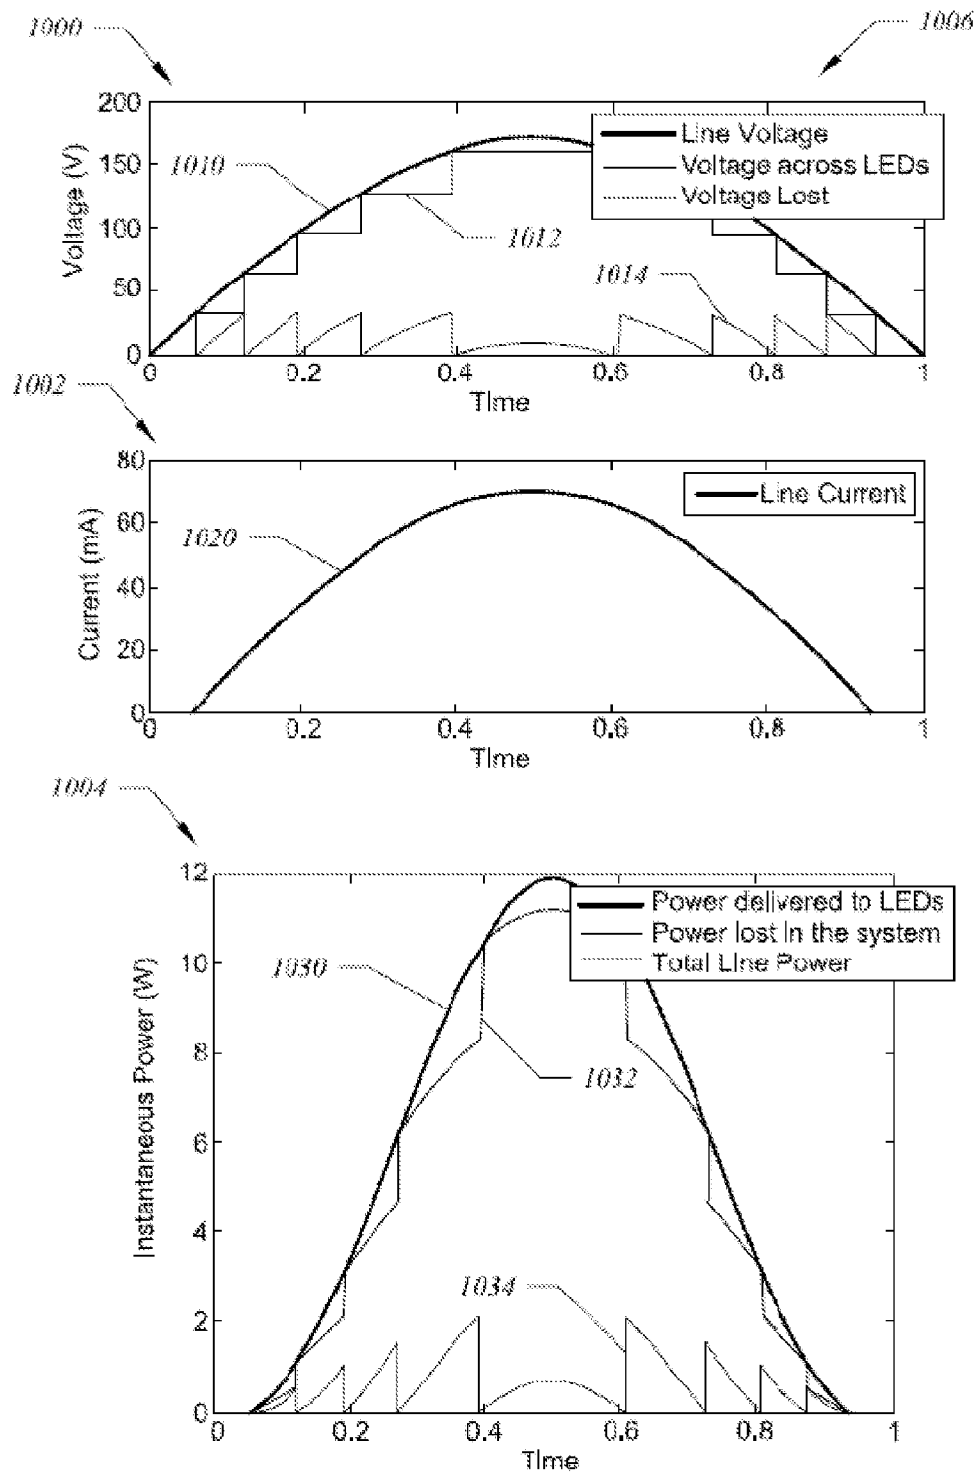 1000
1006
200
150
100
50
0
Voltage (V)
Line Voltage
Voltage across LEDs
Voltage Lost
1010
1012
1014
0 0.2 0.4 0.6 0.8 1
Time
1002
80
60
40
20
0
Current (mA)
Line Current
1020
0 0.2 0.4 0.6 0.8 1
Time
1004
12
10
8
6
4
2
0
Instantaneous Power (W)
Power delivered to LEDs
Power lost in the system
Total Line Power
1030
1032
1034
0 0.2 0.4 0.6 0.8 1
Time